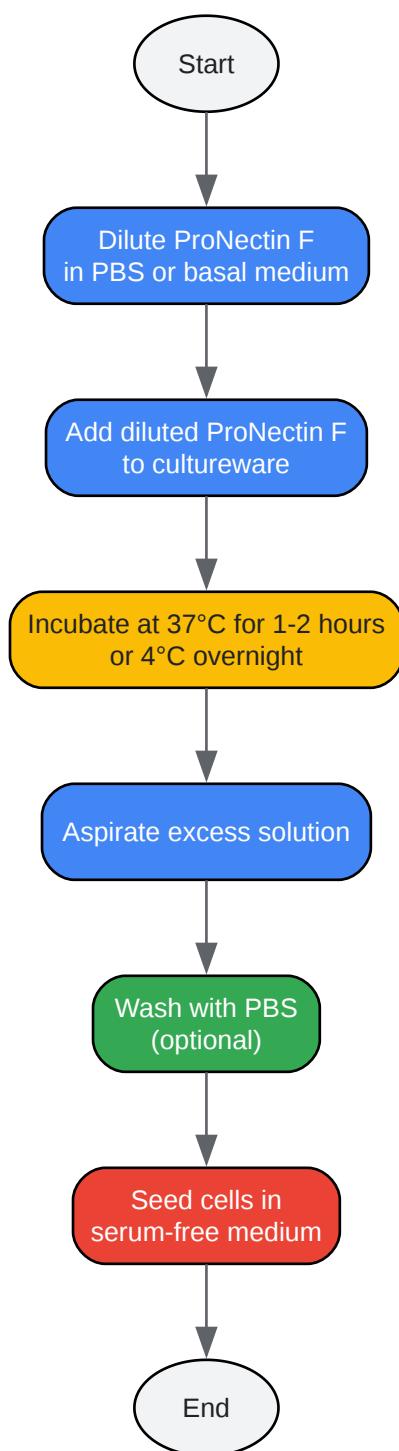 Start
Dilute ProNectin F
in PBS or basal medium
Add diluted ProNectin F
to cultureware
Incubate at 37°C for 1-2 hours
or 4°C overnight
Aspirate excess solution
Wash with PBS
(optional)
Seed cells in
serum-free medium
End